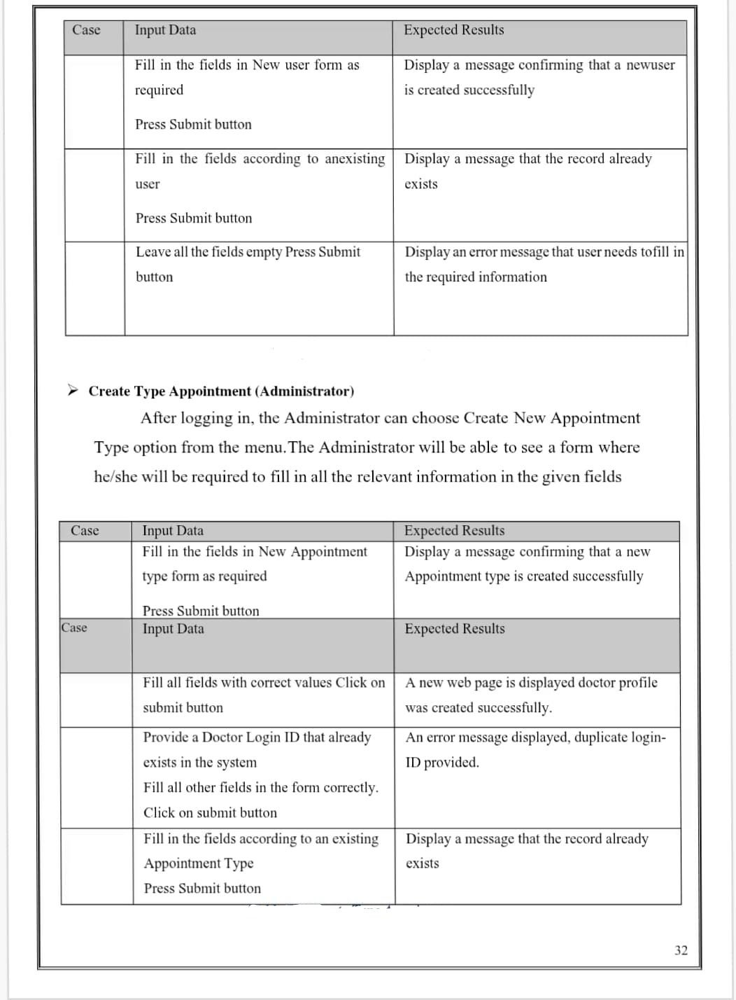 Case Input Data Expected Results
Fill in the fields in New user form as Display a message confirming that a newuser
required is created successfully
Press Submit button
Fill in the fields according to anexisting Display a message that the record already
user exists
Press Submit button
Leave all the fields empty Press Submit Display an error message that user needs tofill in
button the required information
➢ Create Type Appointment (Administrator)
After logging in, the Administrator can choose Create New Appointment
Type option from the menu.The Administrator will be able to see a form where
he/she will be required to fill in all the relevant information in the given fields
Case Input Data Expected Results
Fill in the fields in New Appointment Display a message confirming that a new
type form as required Appointment type is created successfully
Press Submit button
Case Input Data Expected Results
Fill all fields with correct values Click on A new web page is displayed doctor profile
submit button was created successfully.
Provide a Doctor Login ID that already An error message displayed, duplicate login-
exists in the system ID provided.
Fill all other fields in the form correctly.
Click on submit button
Fill in the fields according to an existing Display a message that the record already
Appointment Type exists
Press Submit button
32